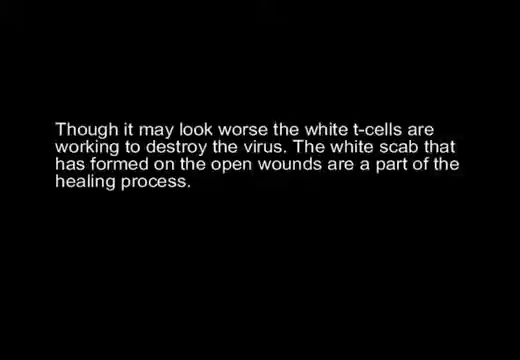 Though it may look worse the white t-cells are
working to destroy the virus. The white scab that
has formed on the open wounds are a part of the
healing process.